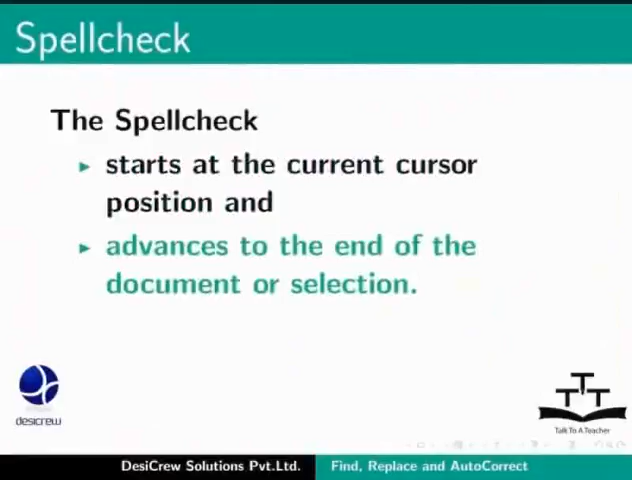 Spellcheck
The Spellcheck
starts at the current cursor
position and
advances to the end of the
document or selection.
desicrew
Talk To A Teacher
DesiCrew Solutions Pvt.Ltd.
Find, Replace and AutoCorrect